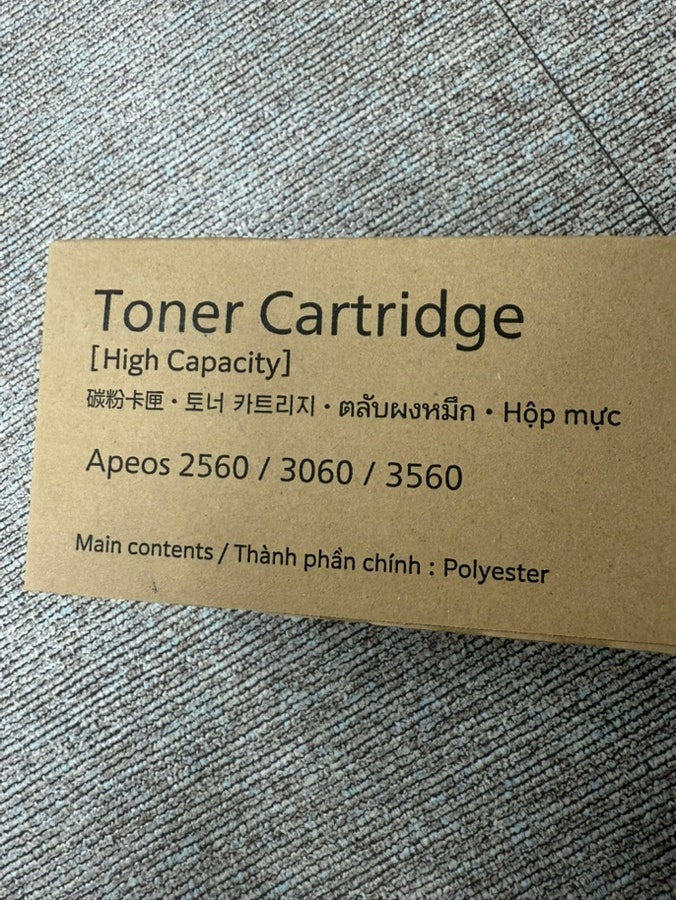 Toner Cartridge
[High Capacity]
碳粉卡匣・토너 카트리지・ตลับผงหมึก・Hộp mực
Apeos 2560 / 3060 / 3560
Main contents / Thành phần chính : Polyester